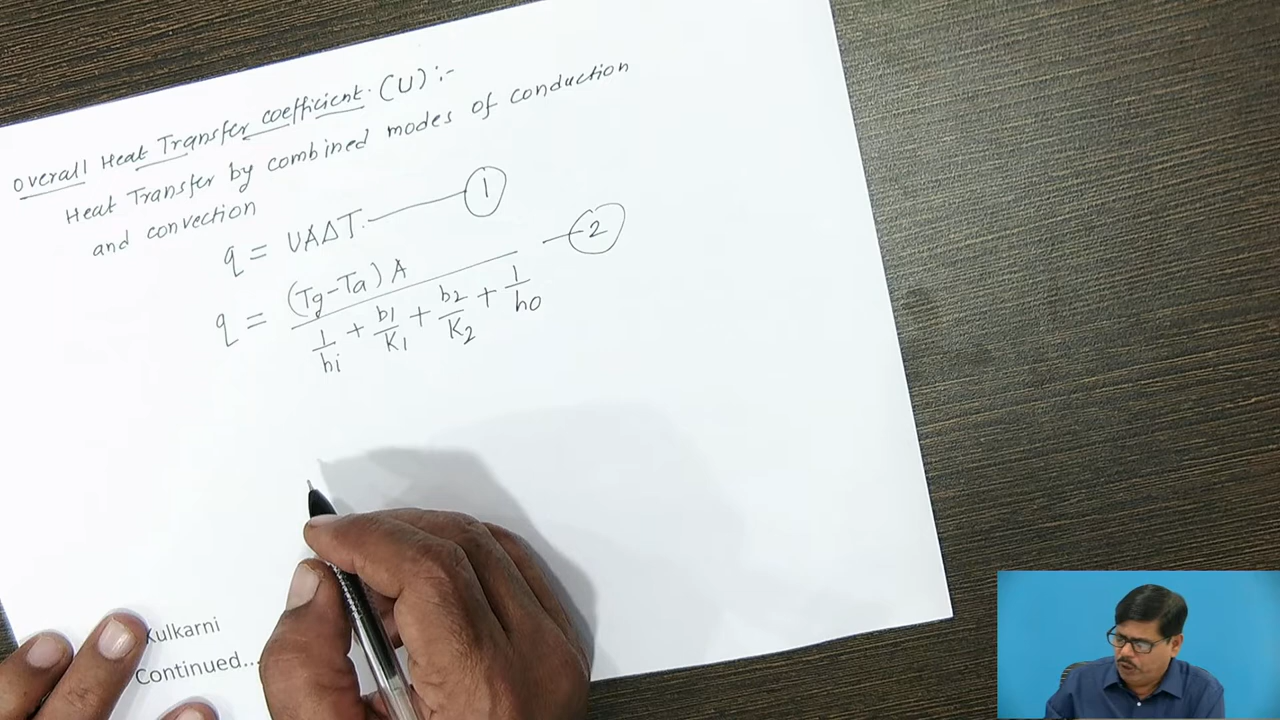 Overall Heat Transfer coefficient. (U) :-
Heat Transfer by combined modes of conduction
and convection
q = UAΔT. — 1
q = (Tg-Ta) A / (1/hi + b1/K1 + b2/K2 + 1/ho) — 2
Kulkarni
Continued...